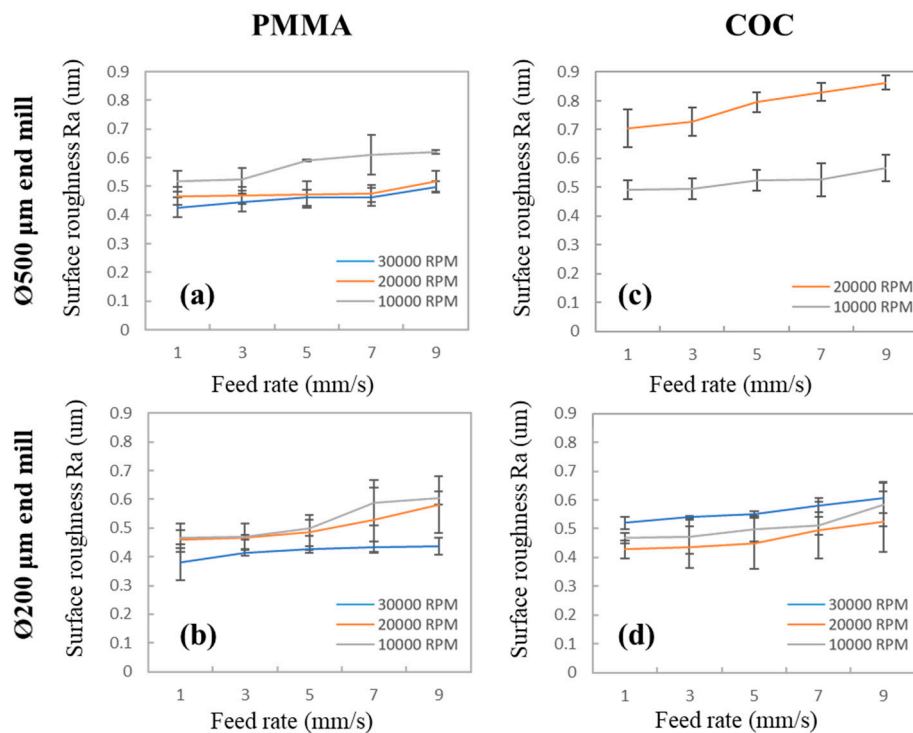 PMMA
COC
Ø500 µm end mill
Surface roughness Ra (um)
0.9
0.8
0.7
0.6
0.5
0.4
0.3
0.2
0.1
0
(a)
30000 RPM
20000 RPM
10000 RPM
1 3 5 7 9
Feed rate (mm/s)
Surface roughness Ra (um)
0.9
0.8
0.7
0.6
0.5
0.4
0.3
0.2
0.1
0
(c)
20000 RPM
10000 RPM
1 3 5 7 9
Feed rate (mm/s)
Ø200 µm end mill
Surface roughness Ra (um)
0.9
0.8
0.7
0.6
0.5
0.4
0.3
0.2
0.1
0
(b)
30000 RPM
20000 RPM
10000 RPM
1 3 5 7 9
Feed rate (mm/s)
Surface roughness Ra (um)
0.9
0.8
0.7
0.6
0.5
0.4
0.3
0.2
0.1
0
(d)
30000 RPM
20000 RPM
10000 RPM
1 3 5 7 9
Feed rate (mm/s)